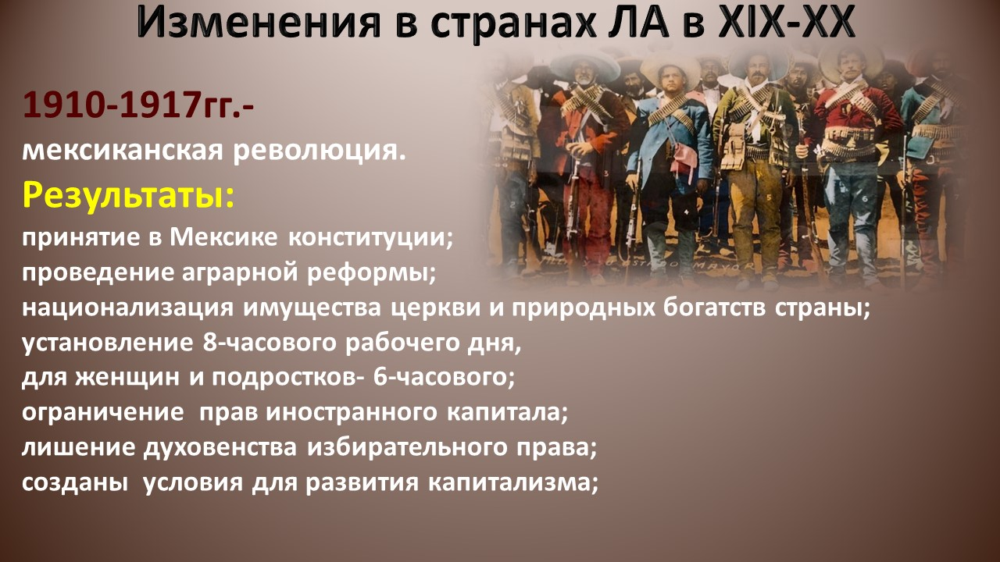 Изменения в странах ЛА в XIX-XX
1910-1917гг.-
мексиканская революция.
Результаты:
принятие в Мексике конституции;
проведение аграрной реформы;
национализация имущества церкви и природных богатств страны;
установление 8-часового рабочего дня,
для женщин и подростков- 6-часового;
ограничение  прав иностранного капитала;
лишение духовенства избирательного права;
созданы  условия для развития капитализма;